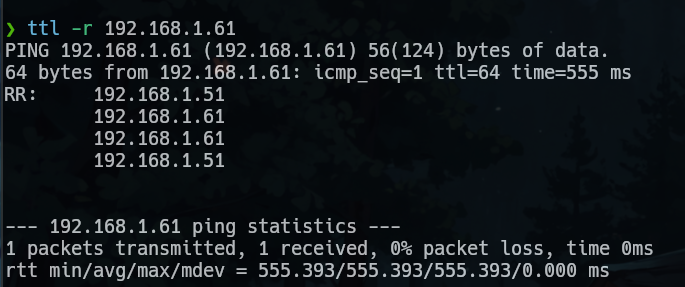 ❯ ttl -r 192.168.1.61
PING 192.168.1.61 (192.168.1.61) 56(124) bytes of data.
64 bytes from 192.168.1.61: icmp_seq=1 ttl=64 time=555 ms
RR:     192.168.1.51
        192.168.1.61
        192.168.1.61
        192.168.1.51
--- 192.168.1.61 ping statistics ---
1 packets transmitted, 1 received, 0% packet loss, time 0ms
rtt min/avg/max/mdev = 555.393/555.393/555.393/0.000 ms